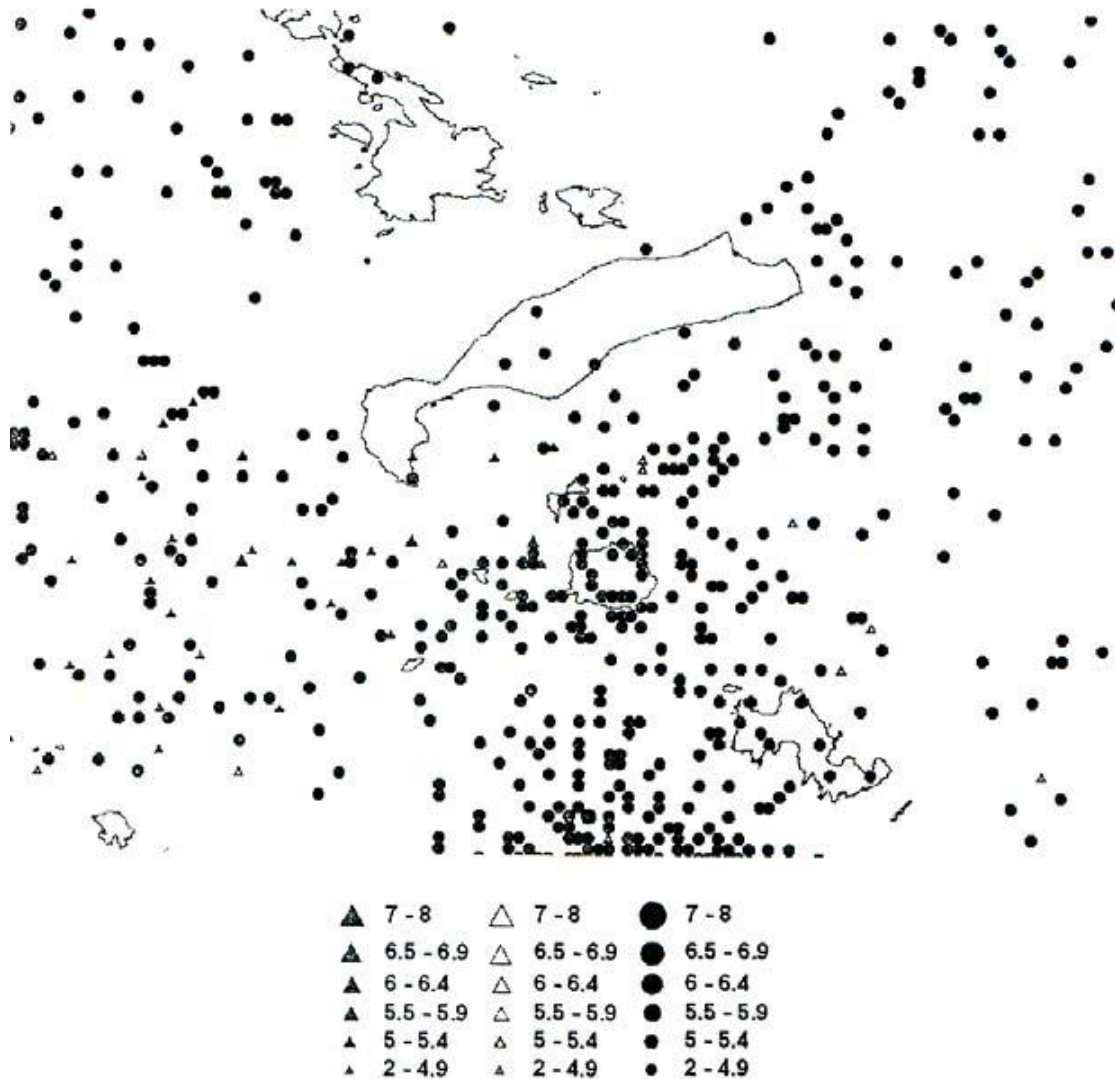 7 - 8 7 - 8 7 - 8
6.5 - 6.9 6.5 - 6.9 6.5 - 6.9
6 - 6.4 6 - 6.4 6 - 6.4
5.5 - 5.9 5.5 - 5.9 5.5 - 5.9
5 - 5.4 5 - 5.4 5 - 5.4
2 - 4.9 2 - 4.9 2 - 4.9